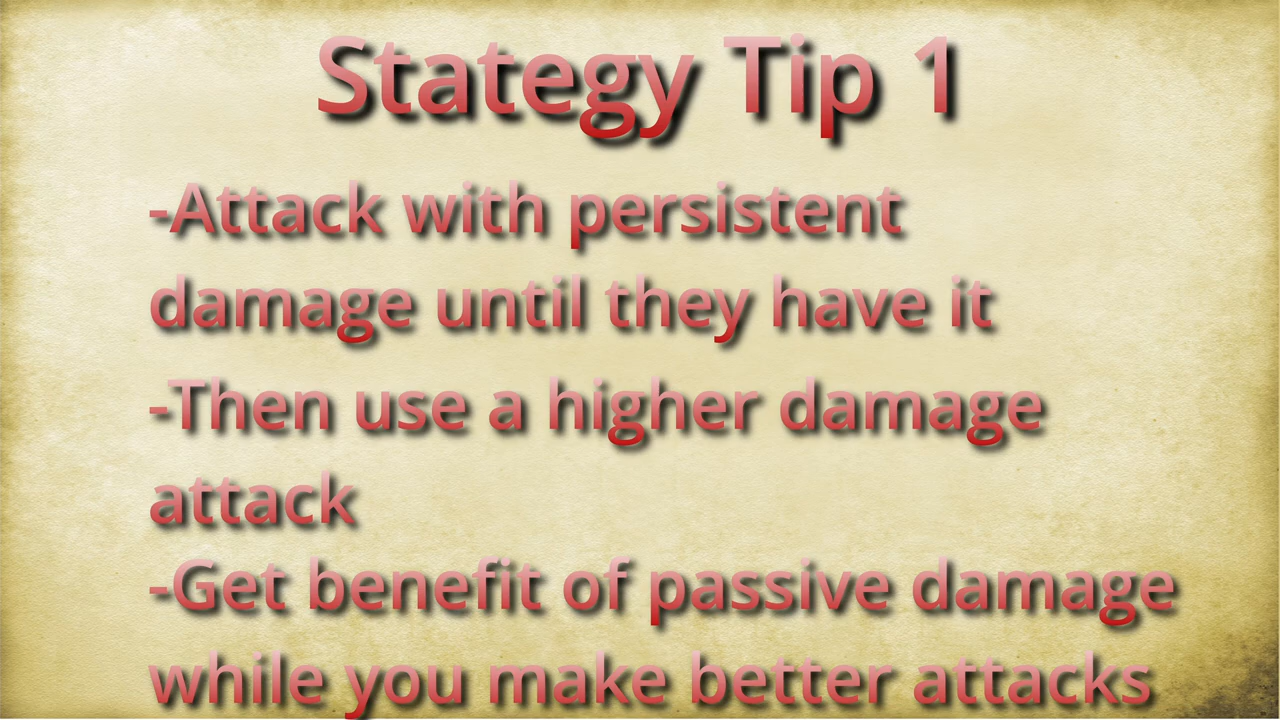 Stategy Tip 1
-Attack with persistent
damage until they have it
-Then use a higher damage
attack
-Get benefit of passive damage
while you make better attacks